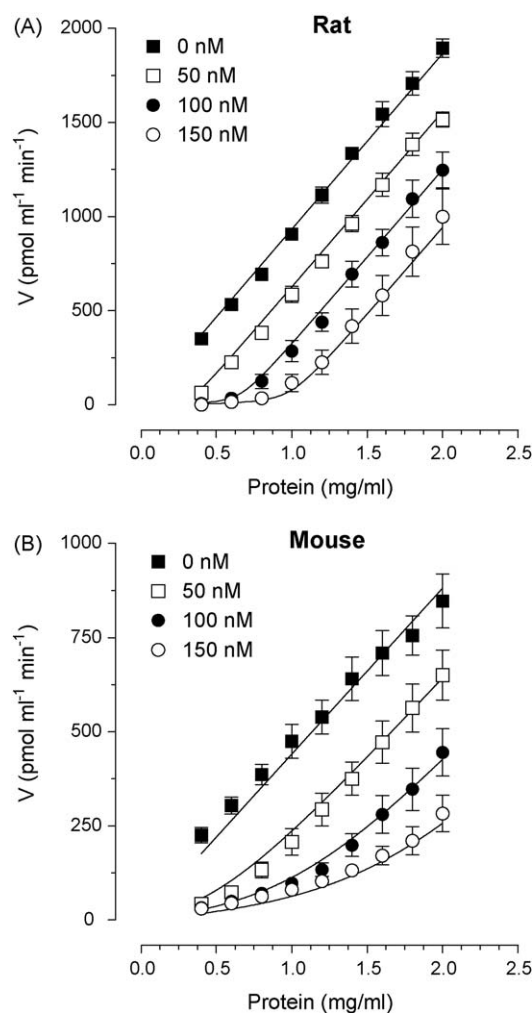 (A)
Rat
0 nM
50 nM
100 nM
150 nM
2000
1500
1000
500
0
V (pmol ml⁻¹ min⁻¹)
0.0 0.5 1.0 1.5 2.0 2.5
Protein (mg/ml)
(B)
Mouse
0 nM
50 nM
100 nM
150 nM
1000
750
500
250
0
V (pmol ml⁻¹ min⁻¹)
0.0 0.5 1.0 1.5 2.0 2.5
Protein (mg/ml)